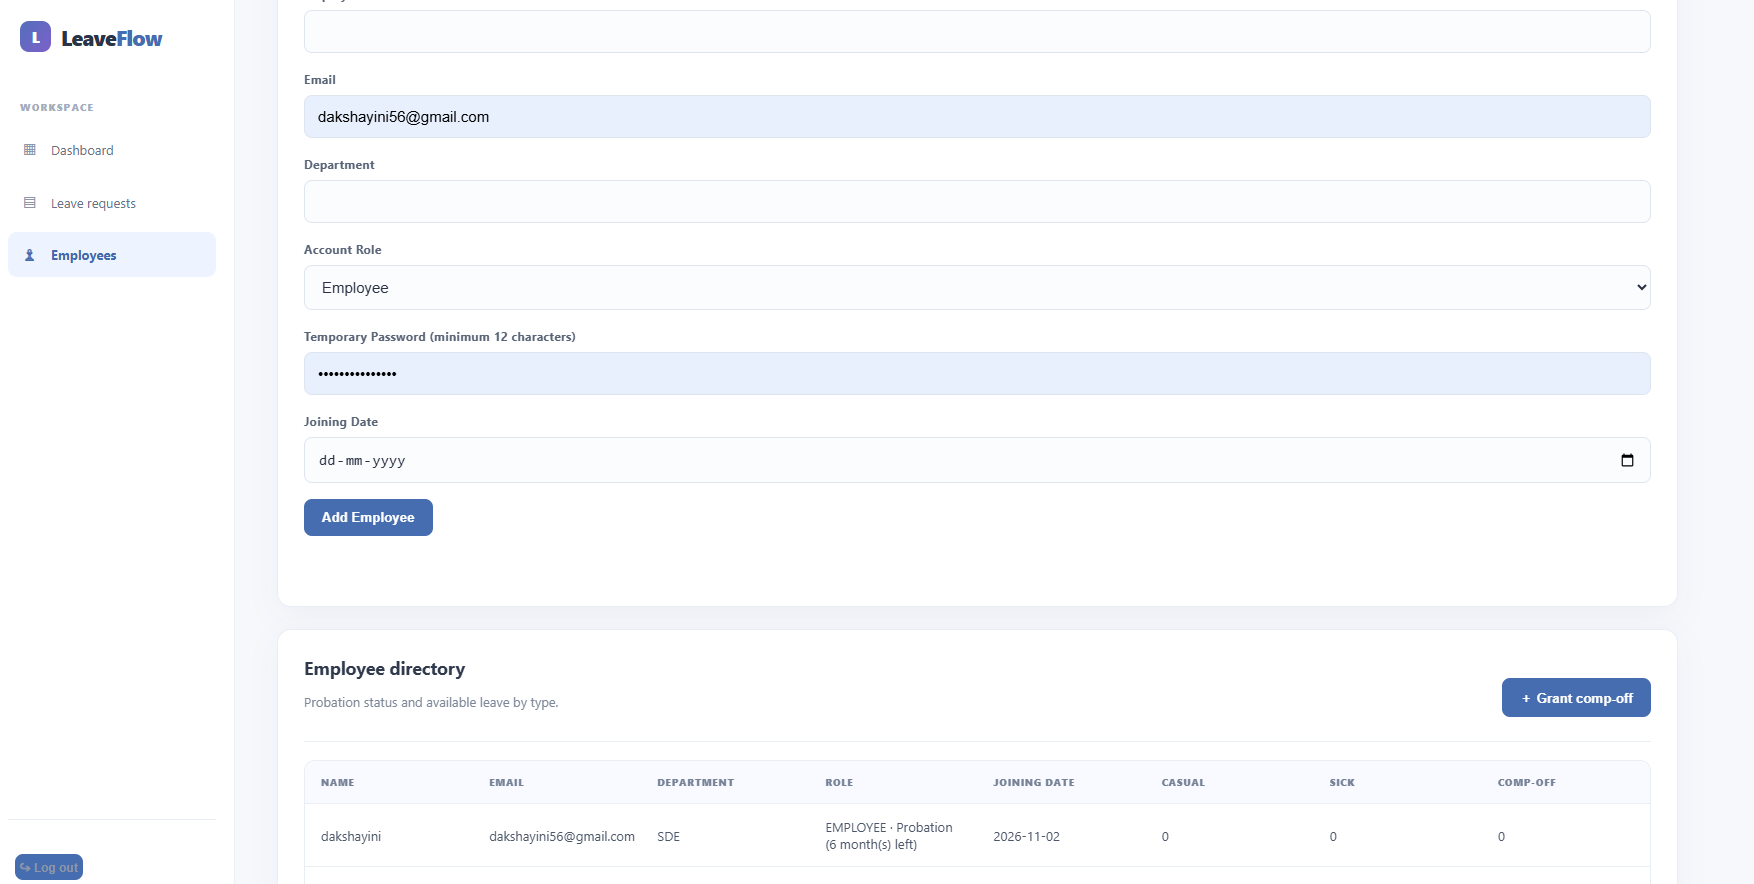 L LeaveFlow
WORKSPACE
Dashboard
Leave requests
Employees
Log out
Email
dakshayini56@gmail.com
Department
Account Role
Employee
Temporary Password (minimum 12 characters)
•••••••••••••••
Joining Date
dd-mm-yyyy
Add Employee
Employee directory
Probation status and available leave by type.
+ Grant comp-off
NAME EMAIL DEPARTMENT ROLE JOINING DATE CASUAL SICK COMP-OFF
dakshayini dakshayini56@gmail.com SDE EMPLOYEE · Probation (6 month(s) left) 2026-11-02 0 0 0